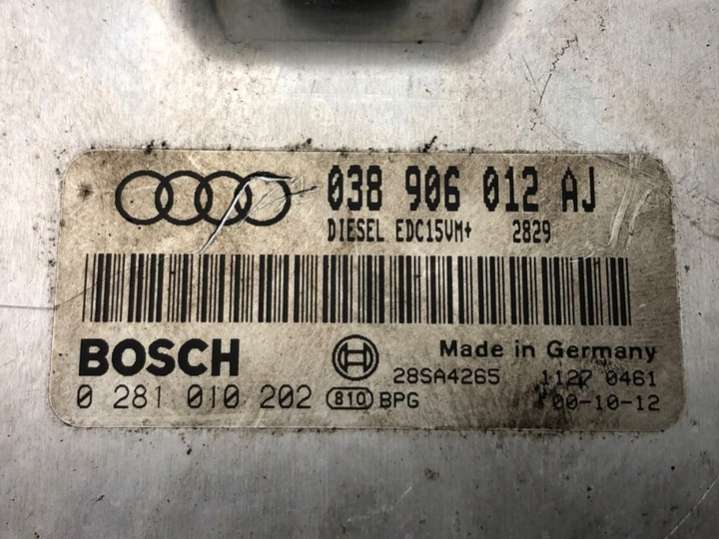 038 906 012 AJ
DIESEL EDC15VM+ 2829
BOSCH
Made in Germany
28SA4265 1127 0461
0 281 010 202 810 BPG 00-10-12